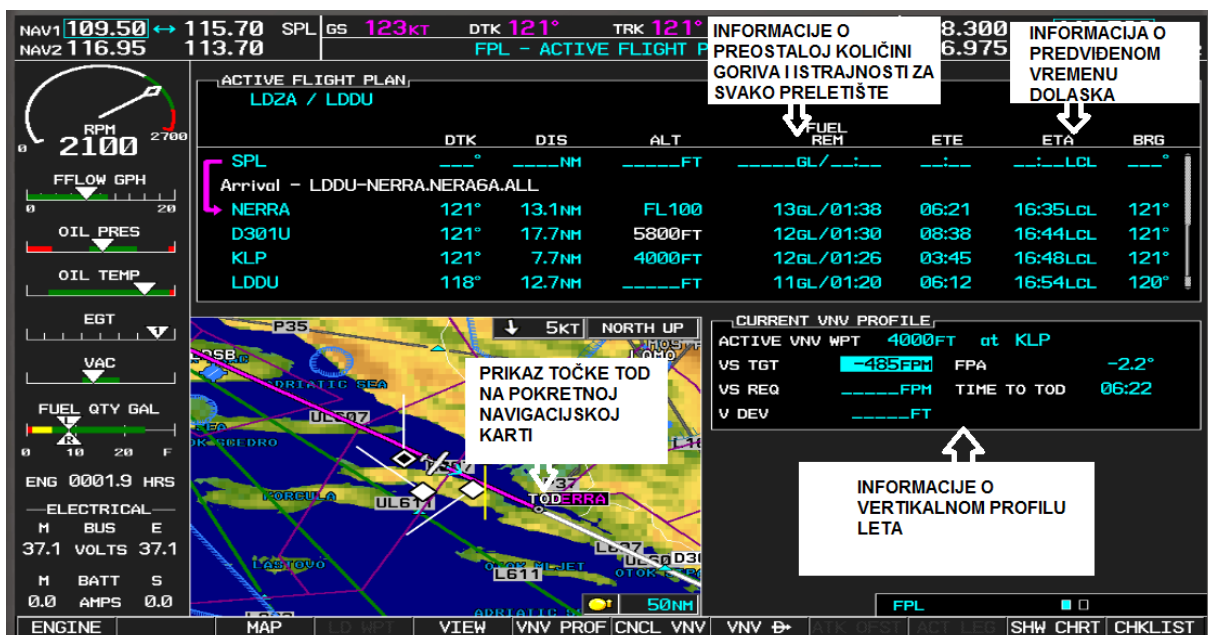 NAV1 109.50 ↔ 115.70 SPL GS 123KT DTK 121° TRK 121° 8.300
NAV2 116.95 113.70 FPL – ACTIVE FLIGHT P 6.975
INFORMACIJE O
PREOSTALOJ KOLIČINI
GORIVA I ISTRAJNOSTI ZA
SVAKO PRELETIŠTE
INFORMACIJA O
PREDVIĐENOM
VREMENU
DOLASKA
ACTIVE FLIGHT PLAN
LDZA / LDDU
DTK DIS ALT FUEL REM ETE ETA BRG
SPL ___° ____NM _____FT _____GL/__:__ __:__ __:__LCL ___°
Arrival – LDDU-NERRA.NERA6A.ALL
NERRA 121° 13.1NM FL100 13GL/01:38 06:21 16:35LCL 121°
D301U 121° 17.7NM 5800FT 12GL/01:30 08:38 16:44LCL 121°
KLP 121° 7.7NM 4000FT 12GL/01:26 03:45 16:48LCL 121°
LDDU 118° 12.7NM _____FT 11GL/01:20 06:12 16:54LCL 120°
RPM
2100
0 2700
FFLOW GPH
0 20
OIL PRES
OIL TEMP
EGT
1
VAC
FUEL QTY GAL
L
R
0 10 20 F
ENG 0001.9 HRS
ELECTRICAL
M BUS E
37.1 VOLTS 37.1
M BATT S
0.0 AMPS 0.0
P35
↓ 5KT NORTH UP
ADRIATIC SEA
UL607
PRIKAZ TOČKE TOD
NA POKRETNOJ
NAVIGACIJSKOJ
KARTI
KORCULA
UL611
P37
TOD ERRA
L607
D3
LASTOVO
OTOK MLJET
L611
50NM
CURRENT VNV PROFILE
ACTIVE VNV WPT 4000FT at KLP
VS TGT -485FPM FPA -2.2°
VS REQ _____FPM TIME TO TOD 06:22
V DEV _____FT
INFORMACIJE O
VERTIKALNOM PROFILU
LETA
FPL
ENGINE MAP LD WPT VIEW VNV PROF CNCL VNV VNV D→ ATK OFST ACT LEG SHW CHRT CHKLIST